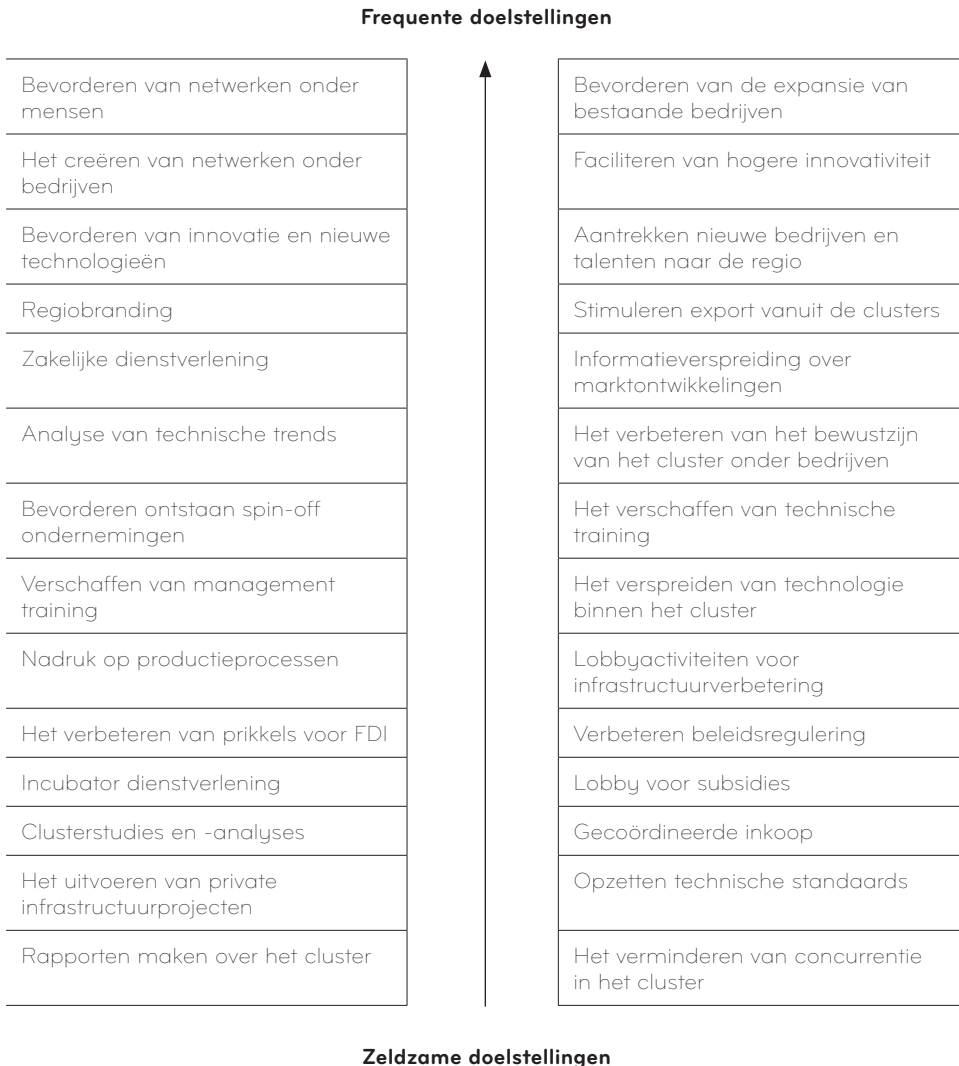 Frequente doelstellingen
Bevorderen van netwerken onder
mensen
Bevorderen van de expansie van
bestaande bedrijven
Het creëren van netwerken onder
bedrijven
Faciliteren van hogere innovativiteit
Bevorderen van innovatie en nieuwe
technologieën
Aantrekken nieuwe bedrijven en
talenten naar de regio
Regiobranding
Stimuleren export vanuit de clusters
Zakelijke dienstverlening
Informatieverspreiding over
marktontwikkelingen
Analyse van technische trends
Het verbeteren van het bewustzijn
van het cluster onder bedrijven
Bevorderen ontstaan spin-off
ondernemingen
Het verschaffen van technische
training
Verschaffen van management
training
Het verspreiden van technologie
binnen het cluster
Nadruk op productieprocessen
Lobbyactiviteiten voor
infrastructuurverbetering
Het verbeteren van prikkels voor FDI
Verbeteren beleidsregulering
Incubator dienstverlening
Lobby voor subsidies
Clusterstudies en -analyses
Gecoördineerde inkoop
Het uitvoeren van private
infrastructuurprojecten
Opzetten technische standaards
Rapporten maken over het cluster
Het verminderen van concurrentie
in het cluster
Zeldzame doelstellingen